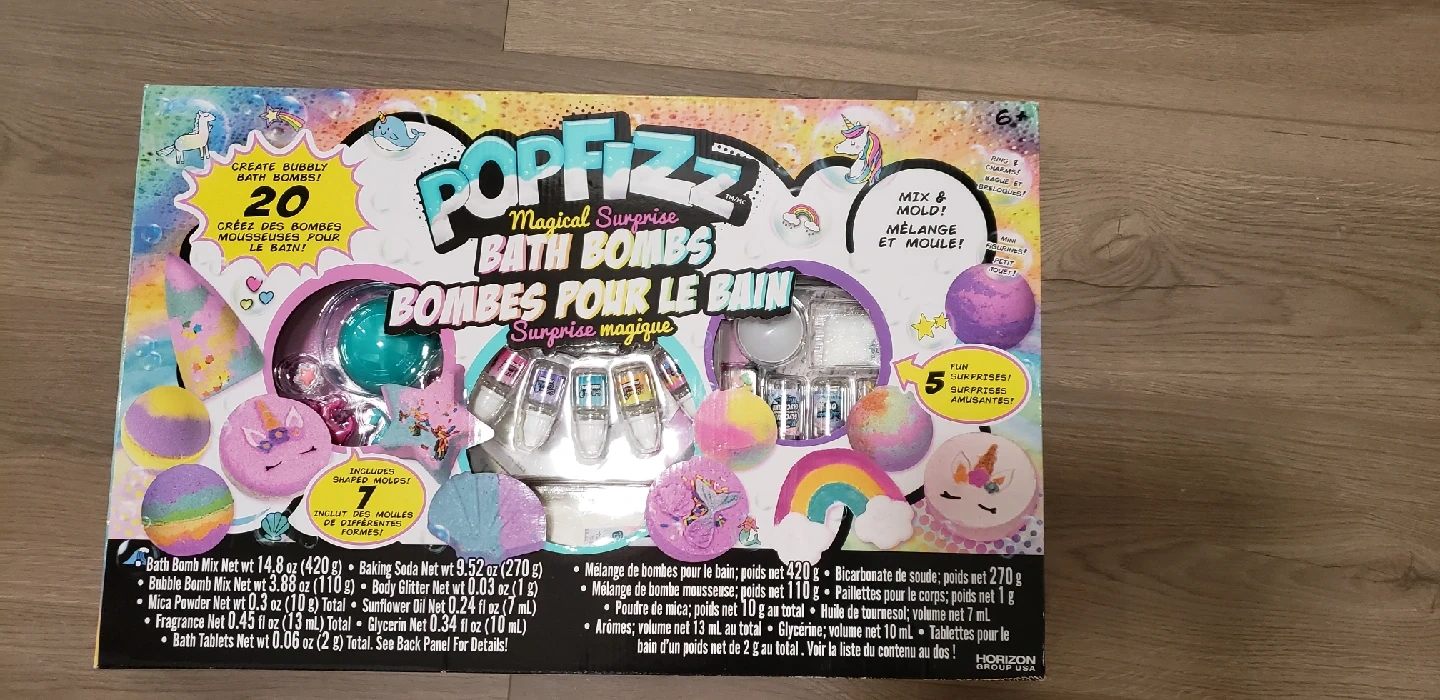 6+
CREATE BUBBLY
BATH BOMBS!
20
CRÉEZ DES BOMBES
MOUSSEUSES POUR
LE BAIN!
POPFIZZ
TM/MC
Magical Surprise
BATH BOMBS
BOMBES POUR LE BAIN
Surprise magique
MIX &
MOLD!
MÉLANGE
ET MOULE!
RING &
CHARMS!
BAGUE ET
BRELOQUES!
MINI
FIGURINES!
PETIT
JOUET!
5
FUN
SURPRISES!
SURPRISES
AMUSANTES!
INCLUDES
SHAPED MOLDS!
7
INCLUT DES MOULES
DE DIFFÉRENTES
FORMES!
Bath Bomb Mix Net wt 14.8 oz (420 g) • Baking Soda Net wt 9.52 oz (270 g)
• Bubble Bomb Mix Net wt 3.88 oz (110 g) • Body Glitter Net wt 0.03 oz (1 g)
• Mica Powder Net wt 0.3 oz (10 g) Total • Sunflower Oil Net 0.24 fl oz (7 mL)
• Fragrance Net 0.45 fl oz (13 mL) Total • Glycerin Net 0.34 fl oz (10 mL)
• Bath Tablets Net wt 0.06 oz (2 g) Total. See Back Panel For Details!
• Mélange de bombes pour le bain; poids net 420 g • Bicarbonate de soude; poids net 270 g
• Mélange de bombe mousseuse; poids net 110 g • Paillettes pour le corps; poids net 1 g
• Poudre de mica; poids net 10 g au total • Huile de tournesol; volume net 7 mL
• Arômes; volume net 13 mL au total • Glycérine; volume net 10 mL • Tablettes pour le
bain d'un poids net de 2 g au total. Voir la liste du contenu au dos!
HORIZON
GROUP USA